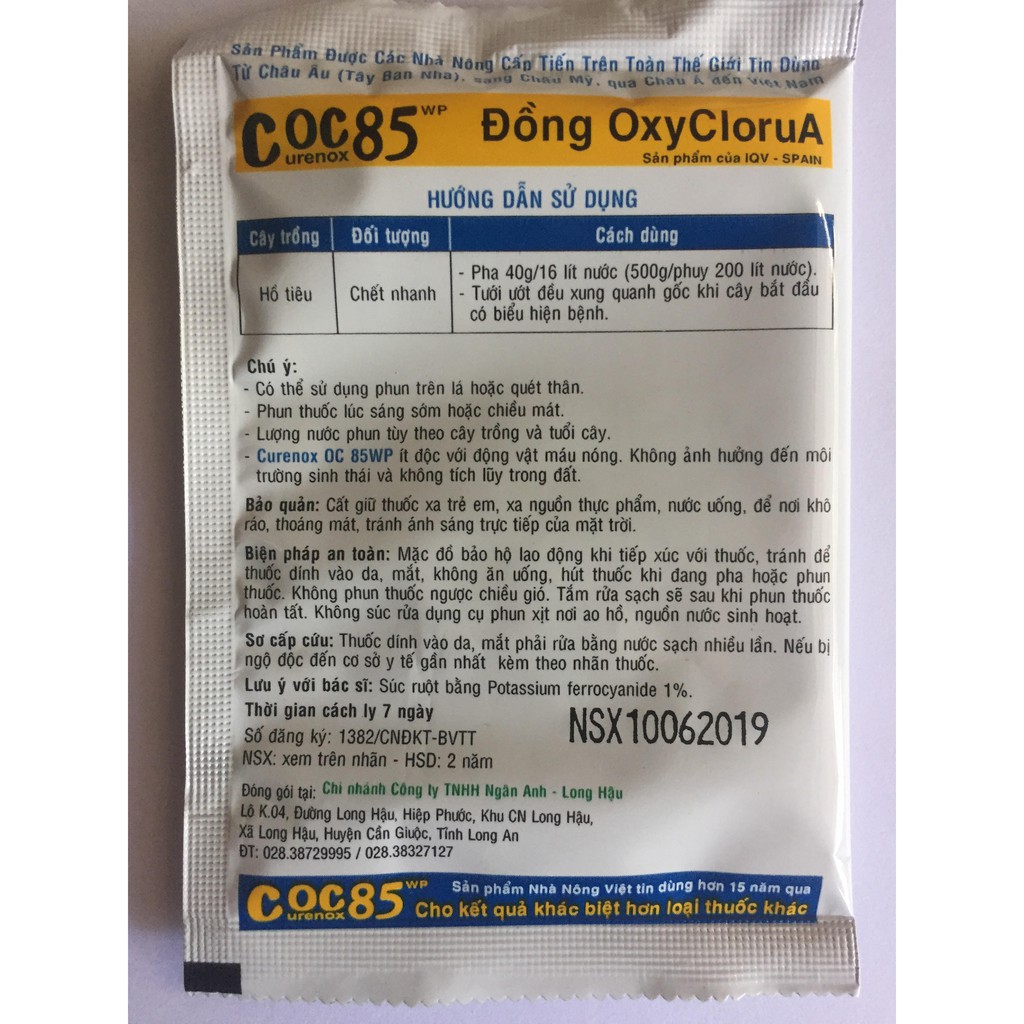 Sản Phẩm Được Các Nhà Nông Cấp Tiến Trên Toàn Thế Giới Tin Dùng
Từ Châu Âu (Tây Ban Nha), sang Châu Mỹ, qua Châu Á đến Việt Nam
Curenox OC85 WP Đồng OxyCloruA
Sản phẩm của IQV - SPAIN
HƯỚNG DẪN SỬ DỤNG
Cây trồng Đối tượng Cách dùng
Hồ tiêu Chết nhanh - Pha 40g/16 lít nước (500g/phuy 200 lít nước).
- Tưới ướt đều xung quanh gốc khi cây bắt đầu
có biểu hiện bệnh.
Chú ý:
- Có thể sử dụng phun trên lá hoặc quét thân.
- Phun thuốc lúc sáng sớm hoặc chiều mát.
- Lượng nước phun tùy theo cây trồng và tuổi cây.
- Curenox OC 85WP ít độc với động vật máu nóng. Không ảnh hưởng đến môi
trường sinh thái và không tích lũy trong đất.
Bảo quản: Cất giữ thuốc xa trẻ em, xa nguồn thực phẩm, nước uống, để nơi khô
ráo, thoáng mát, tránh ánh sáng trực tiếp của mặt trời.
Biện pháp an toàn: Mặc đồ bảo hộ lao động khi tiếp xúc với thuốc, tránh để
thuốc dính vào da, mắt, không ăn uống, hút thuốc khi đang pha hoặc phun
thuốc. Không phun thuốc ngược chiều gió. Tắm rửa sạch sẽ sau khi phun thuốc
hoàn tất. Không súc rửa dụng cụ phun xịt nơi ao hồ, nguồn nước sinh hoạt.
Sơ cấp cứu: Thuốc dính vào da, mắt phải rửa bằng nước sạch nhiều lần. Nếu bị
ngộ độc đến cơ sở y tế gần nhất kèm theo nhãn thuốc.
Lưu ý với bác sĩ: Súc ruột bằng Potassium ferrocyanide 1%.
Thời gian cách ly 7 ngày
NSX10062019
Số đăng ký: 1382/CNĐKT-BVTT
NSX: xem trên nhãn - HSD: 2 năm
Đóng gói tại: Chi nhánh Công ty TNHH Ngân Anh - Long Hậu
Lô K.04, Đường Long Hậu, Hiệp Phước, Khu CN Long Hậu,
Xã Long Hậu, Huyện Cần Giuộc, Tỉnh Long An
ĐT: 028.38729995 / 028.38327127
Curenox OC85 WP Sản phẩm Nhà Nông Việt tin dùng hơn 15 năm qua
Cho kết quả khác biệt hơn loại thuốc khác